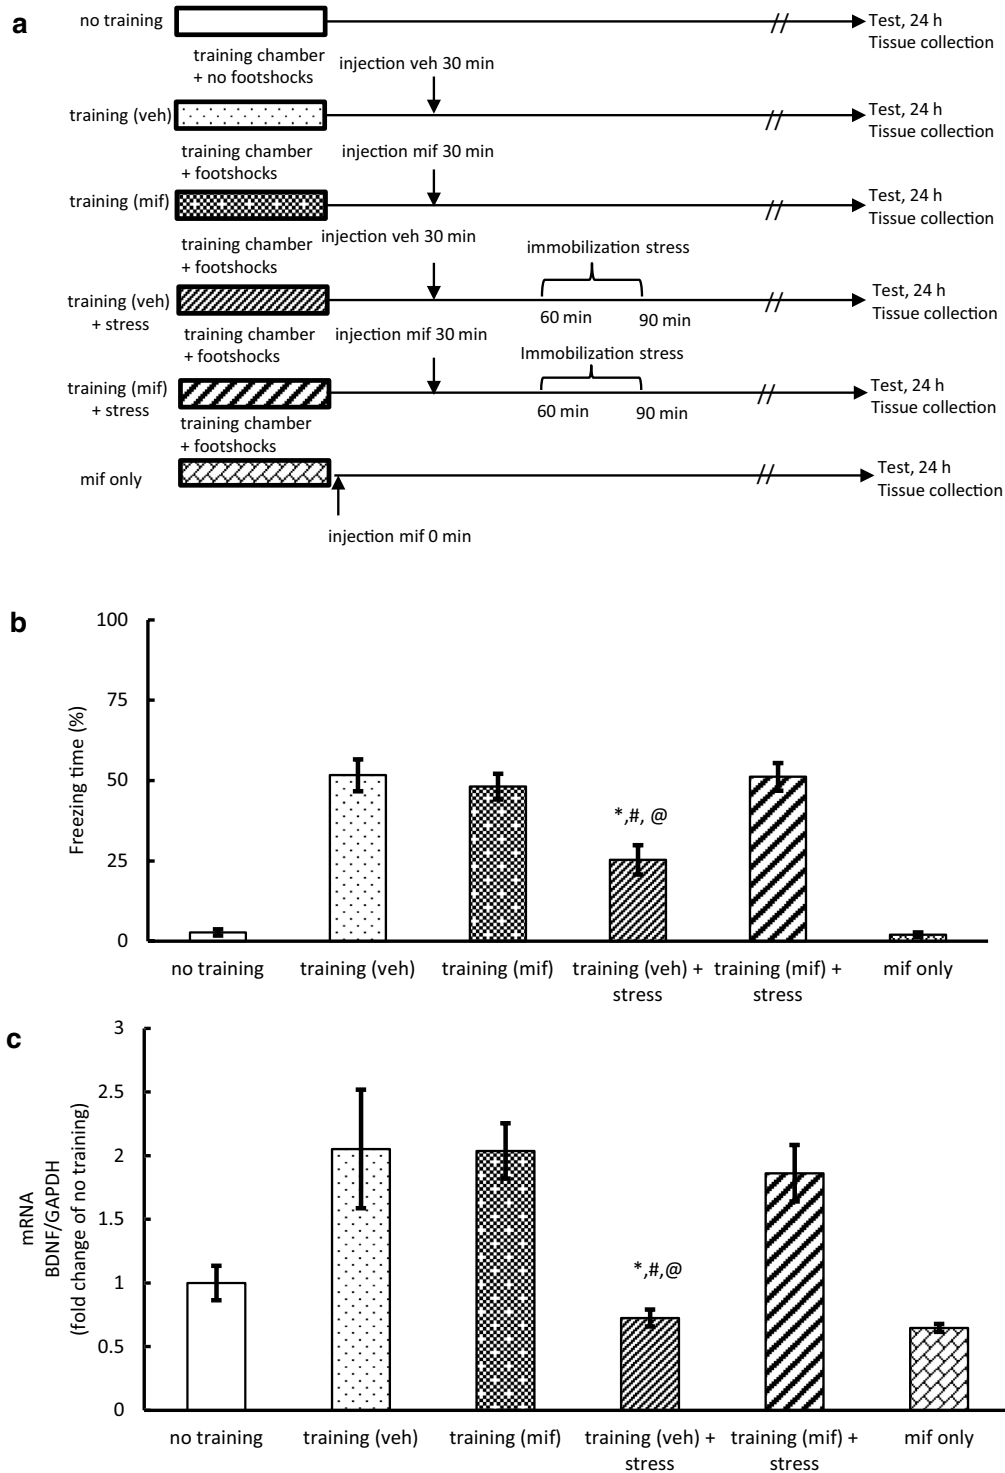 a
no training
Test, 24 h
Tissue collection
training chamber
+ no footshocks
injection veh 30 min
training (veh)
Test, 24 h
Tissue collection
training chamber
+ footshocks
injection mif 30 min
training (mif)
Test, 24 h
Tissue collection
training chamber
+ footshocks
injection veh 30 min
immobilization stress
training (veh)
+ stress
60 min
90 min
Test, 24 h
Tissue collection
training chamber
+ footshocks
injection mif 30 min
Immobilization stress
training (mif)
+ stress
60 min
90 min
Test, 24 h
Tissue collection
training chamber
+ footshocks
mif only
Test, 24 h
Tissue collection
injection mif 0 min
b
Freezing time (%)
100
75
50
25
0
*,#, @
no training
training (veh)
training (mif)
training (veh) +
stress
training (mif) +
stress
mif only
c
mRNA
BDNF/GAPDH
(fold change of no training)
3
2.5
2
1.5
1
0.5
0
*,#,@
no training
training (veh)
training (mif)
training (veh) +
stress
training (mif) +
stress
mif only